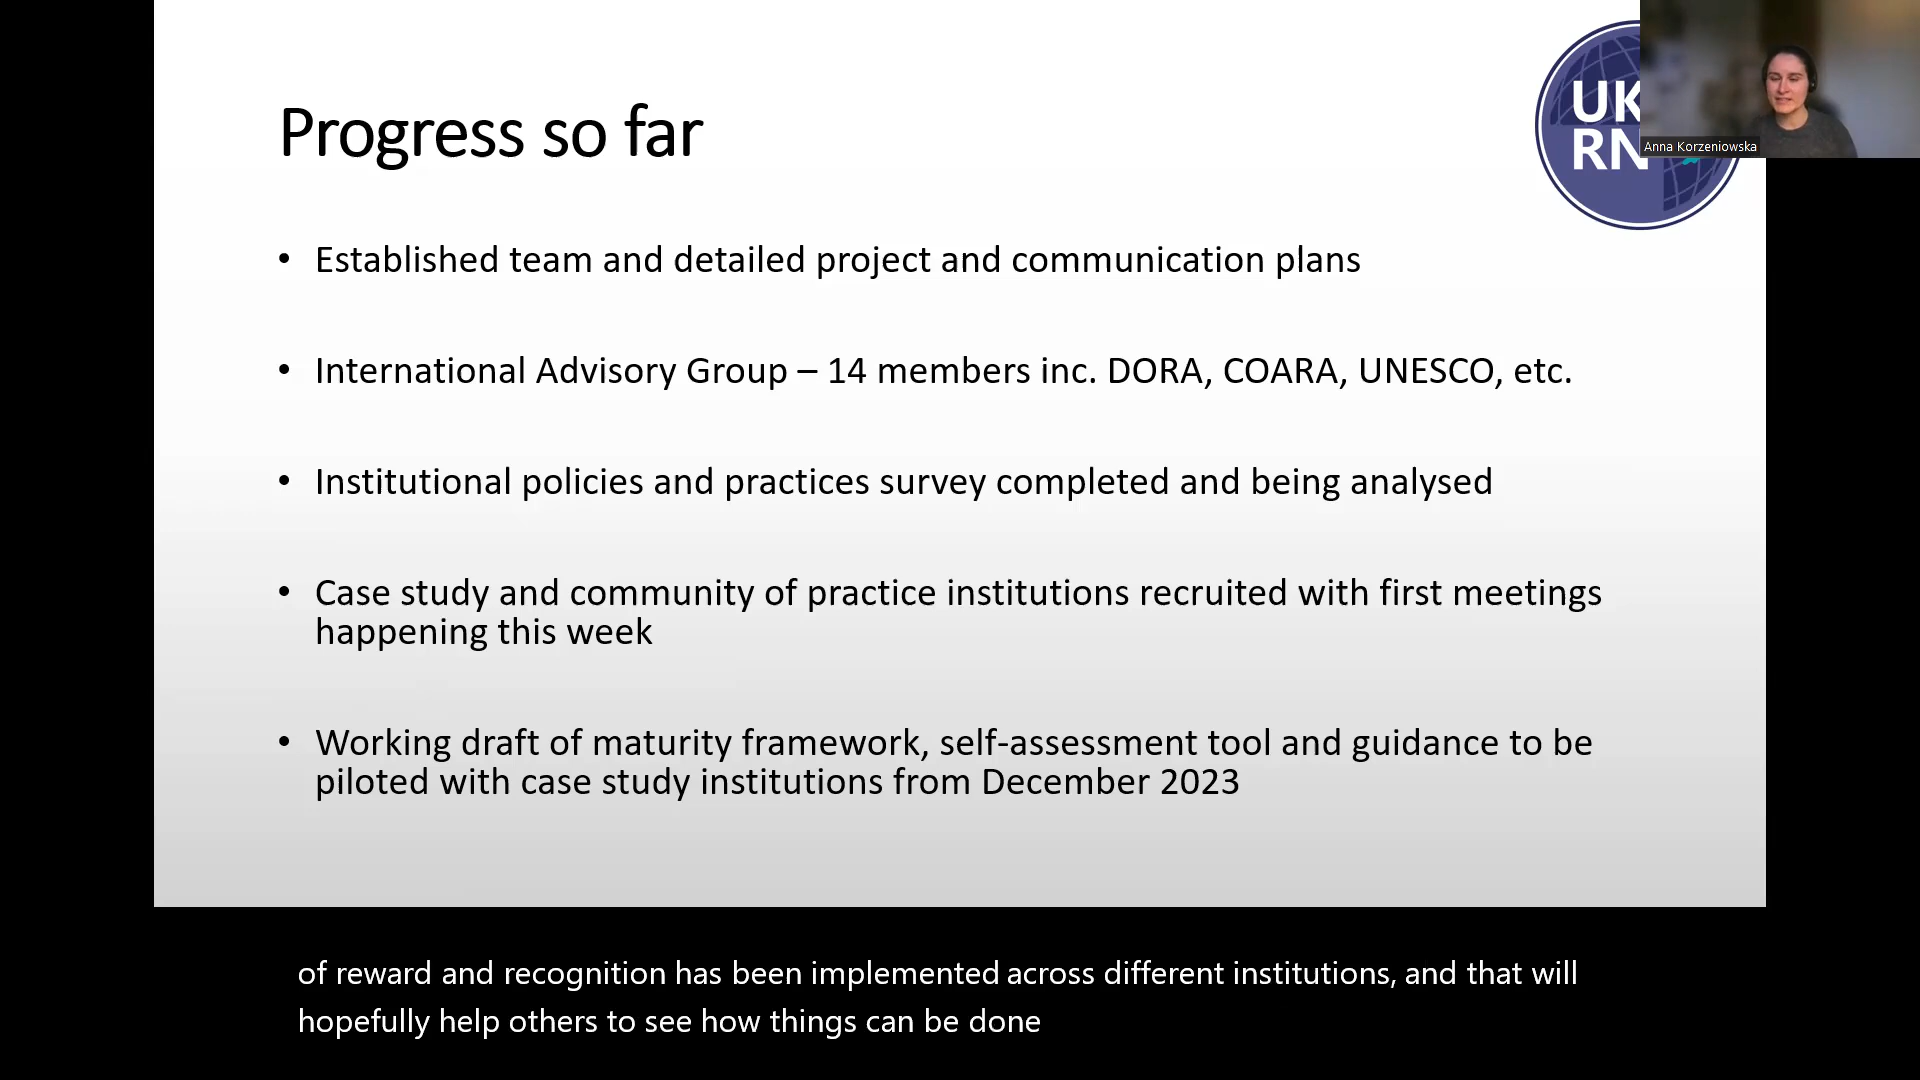 Progress so far
UK
RN
Anna Korzeniowska
• Established team and detailed project and communication plans
• International Advisory Group – 14 members inc. DORA, COARA, UNESCO, etc.
• Institutional policies and practices survey completed and being analysed
• Case study and community of practice institutions recruited with first meetings
happening this week
• Working draft of maturity framework, self-assessment tool and guidance to be
piloted with case study institutions from December 2023
of reward and recognition has been implemented across different institutions, and that will
hopefully help others to see how things can be done